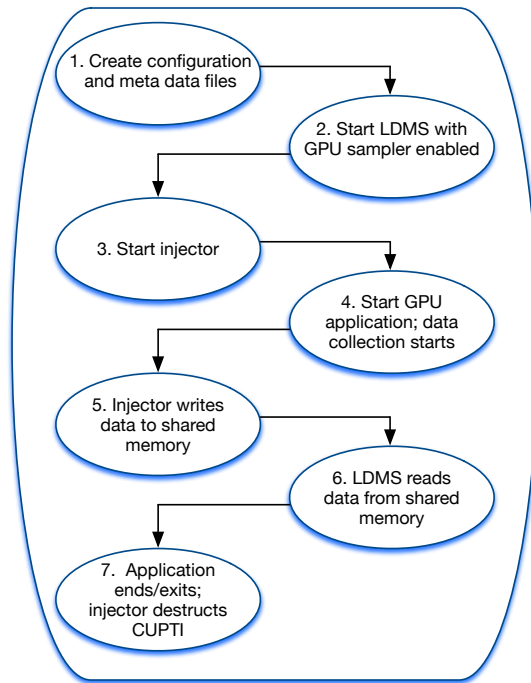 1. Create configuration
and meta data files
2. Start LDMS with
GPU sampler enabled
3. Start injector
4. Start GPU
application; data
collection starts
5. Injector writes
data to shared
memory
6. LDMS reads
data from shared
memory
7. Application
ends/exits;
injector destructs
CUPTI